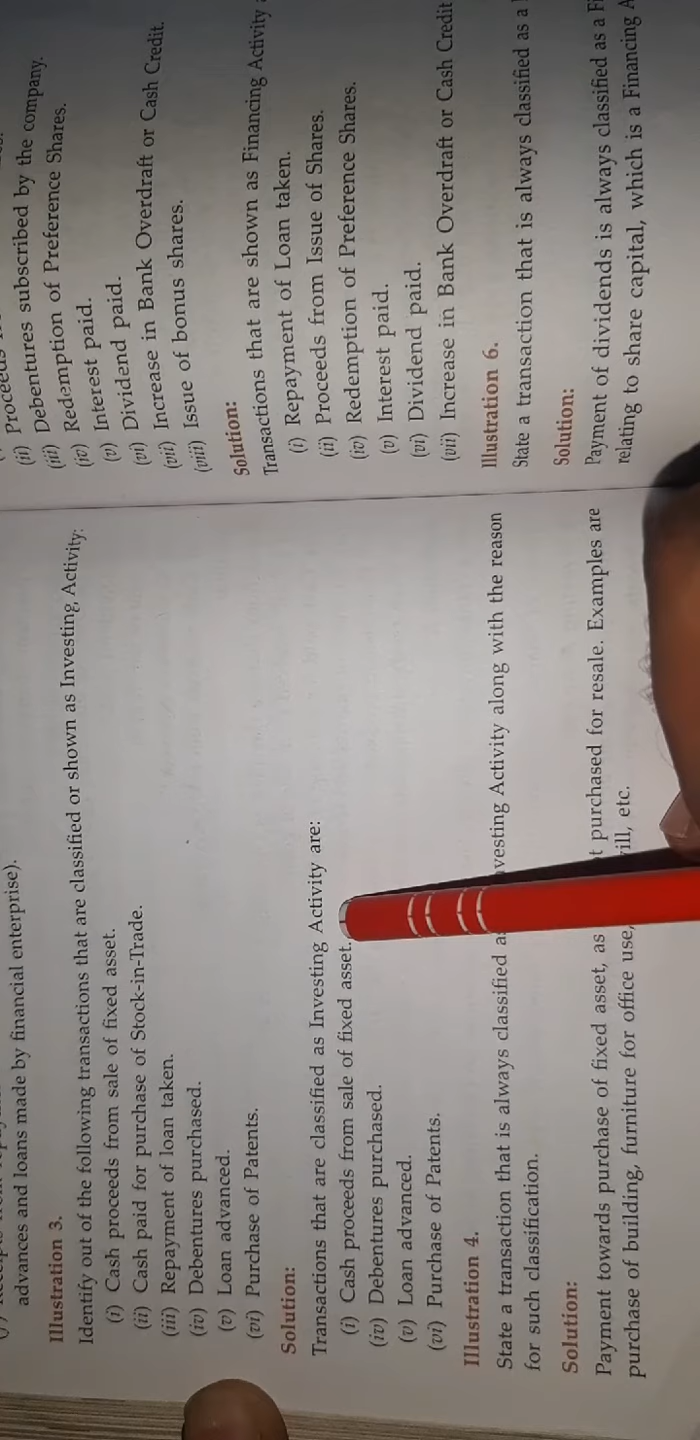 advances and loans made by financial enterprise).
Illustration 3.
Identify out of the following transactions that are classified or shown as Investing Activity:
(i) Cash proceeds from sale of fixed asset.
(ii) Cash paid for purchase of Stock-in-Trade.
(iii) Repayment of loan taken.
(iv) Debentures purchased.
(v) Loan advanced.
(vi) Purchase of Patents.
Solution:
Transactions that are classified as Investing Activity are:
(i) Cash proceeds from sale of fixed asset.
(iv) Debentures purchased.
(v) Loan advanced.
(vi) Purchase of Patents.
Illustration 4.
State a transaction that is always classified vesting Activity along with the reason
for such classification.
Solution:
Payment towards purchase of fixed asset, as purchased for resale. Examples are
purchase of building, furniture for office use, etc.
Proceeds
(ii) Debentures subscribed by the company.
(iii) Redemption of Preference Shares.
(iv) Interest paid.
(v) Dividend paid.
(vi) Increase in Bank Overdraft or Cash Credit.
(vii) Issue of bonus shares.
(viii)
Solution:
Transactions that are shown as Financing Activity
(i) Repayment of Loan taken.
(ii) Proceeds from Issue of Shares.
(iv) Redemption of Preference Shares.
(v) Interest paid.
(vi) Dividend paid.
(vii) Increase in Bank Overdraft or Cash Credit
Illustration 6.
State a transaction that is always classified as a
Solution:
Payment of dividends is always classified as a
relating to share capital, which is a Financing